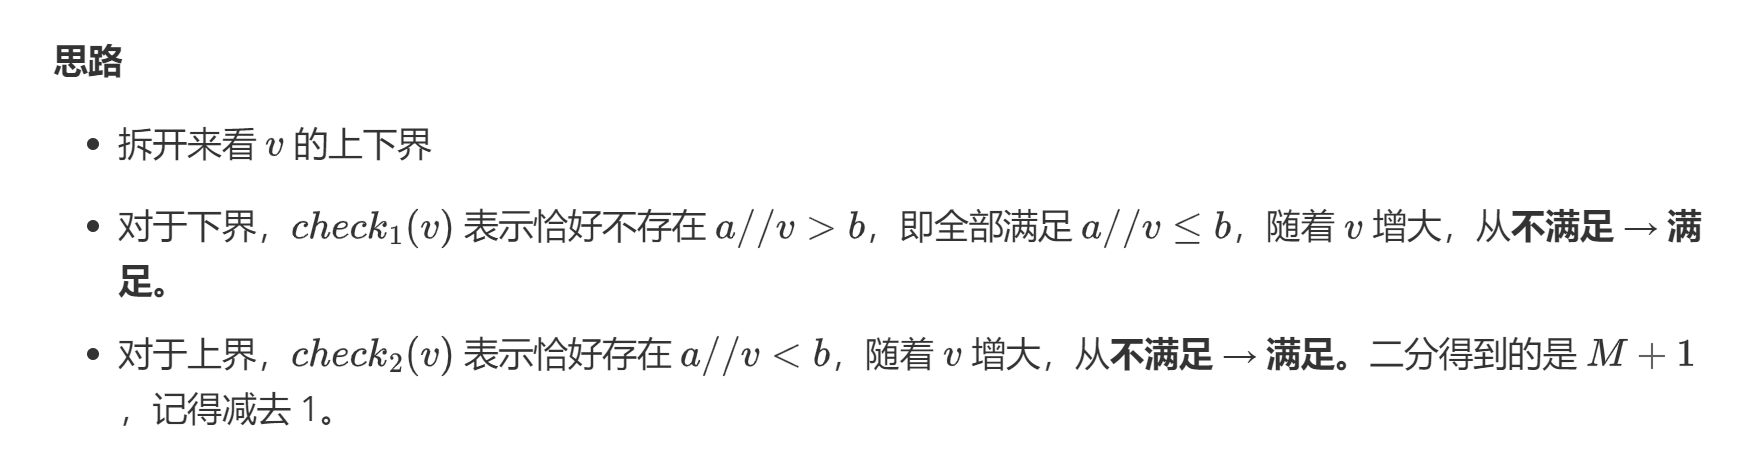 思路
• 拆开来看 v 的上下界
• 对于下界，check₁(v) 表示恰好不存在 a//v > b，即全部满足 a//v ≤ b，随着 v 增大，从不满足 → 满
足。
• 对于上界，check₂(v) 表示恰好存在 a//v < b，随着 v 增大，从不满足 → 满足。二分得到的是 M + 1
，记得减去 1。